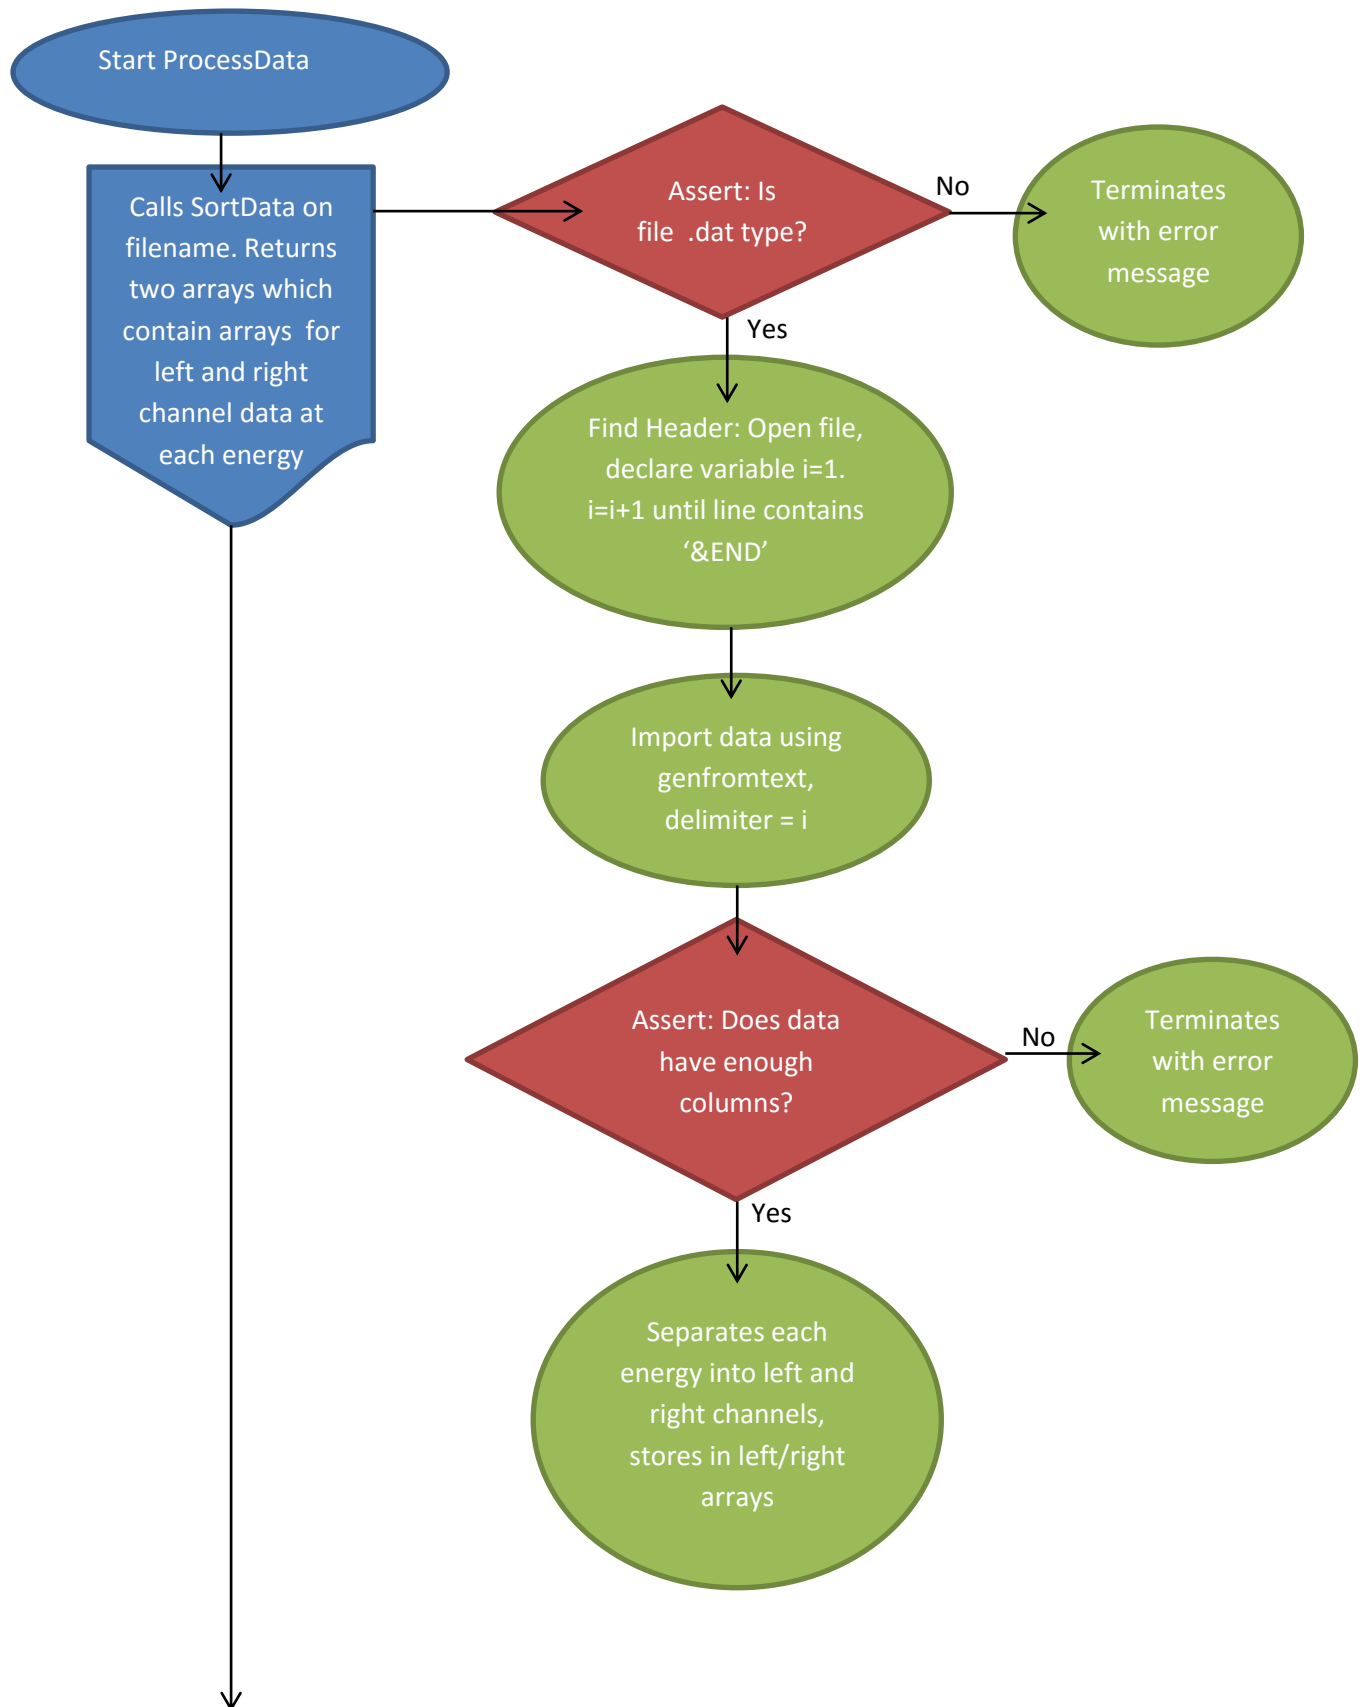 Start ProcessData
Calls SortData on
filename. Returns
two arrays which
contain arrays  for
left and right
channel data at
each energy
Assert: Is
file  .dat type?
No
Terminates
with error
message
Yes
Find Header: Open file,
declare variable i=1.
i=i+1 until line contains
‘&END’
Import data using
genfromtext,
delimiter = i
Assert: Does data
have enough
columns?
No
Terminates
with error
message
Yes
Separates each
energy into left and
right channels,
stores in left/right
arrays